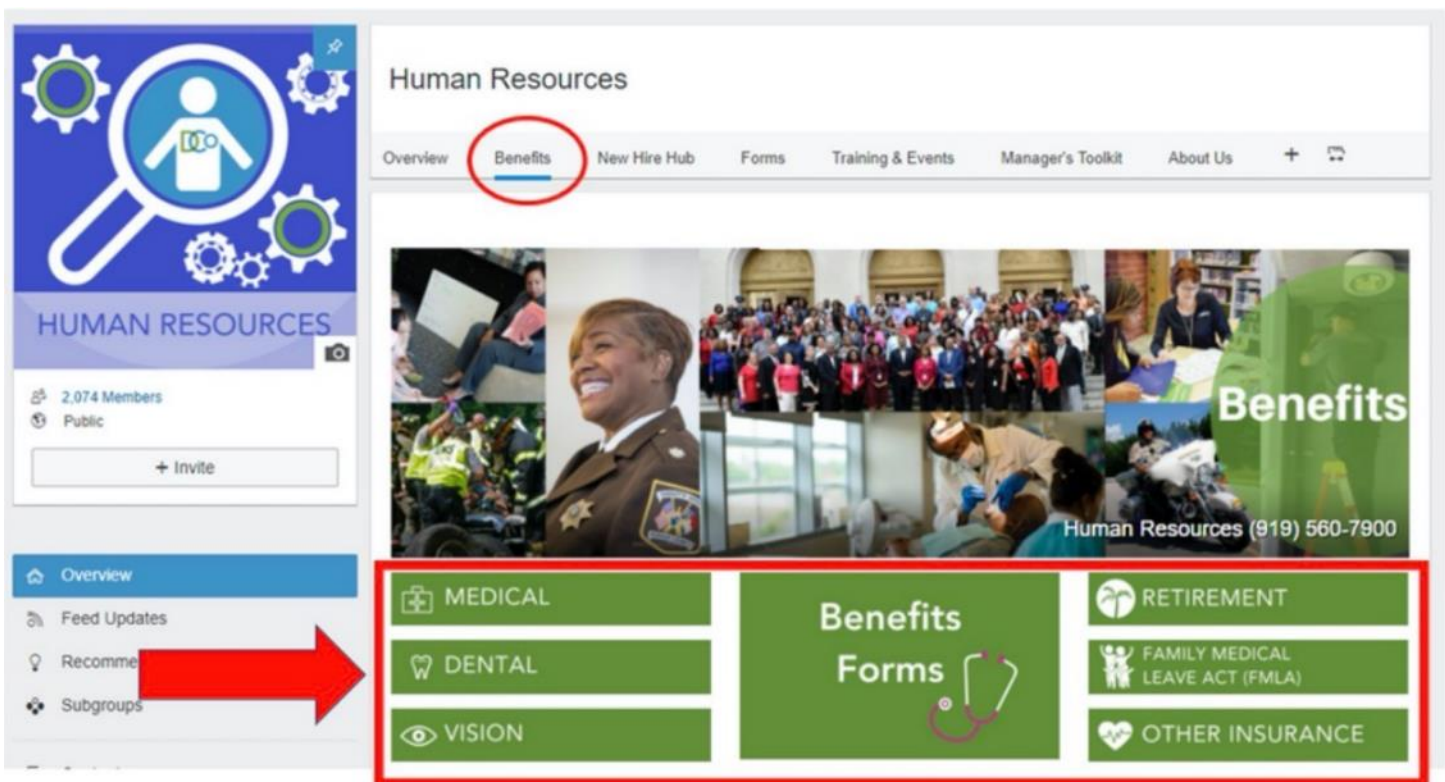 DCo
HUMAN RESOURCES
2,074 Members
Public
+ Invite
Overview
Feed Updates
Recomme
Subgroups
Human Resources
Overview Benefits New Hire Hub Forms Training & Events Manager's Toolkit About Us +
Benefits
Human Resources (919) 560-7900
MEDICAL
DENTAL
VISION
Benefits
Forms
RETIREMENT
FAMILY MEDICAL
LEAVE ACT (FMLA)
OTHER INSURANCE